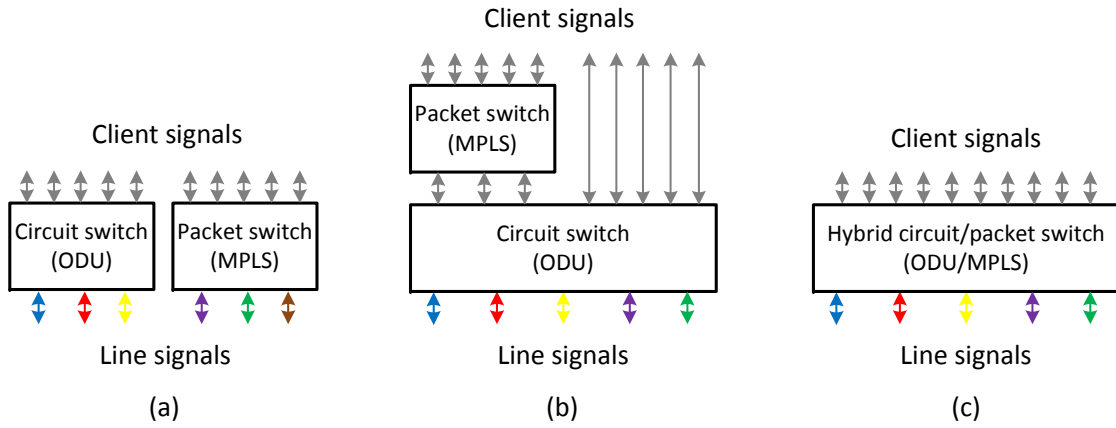 Client signals
Circuit switch
(ODU)
Packet switch
(MPLS)
Line signals
(a)
Client signals
Packet switch
(MPLS)
Circuit switch
(ODU)
Line signals
(b)
Client signals
Hybrid circuit/packet switch
(ODU/MPLS)
Line signals
(c)